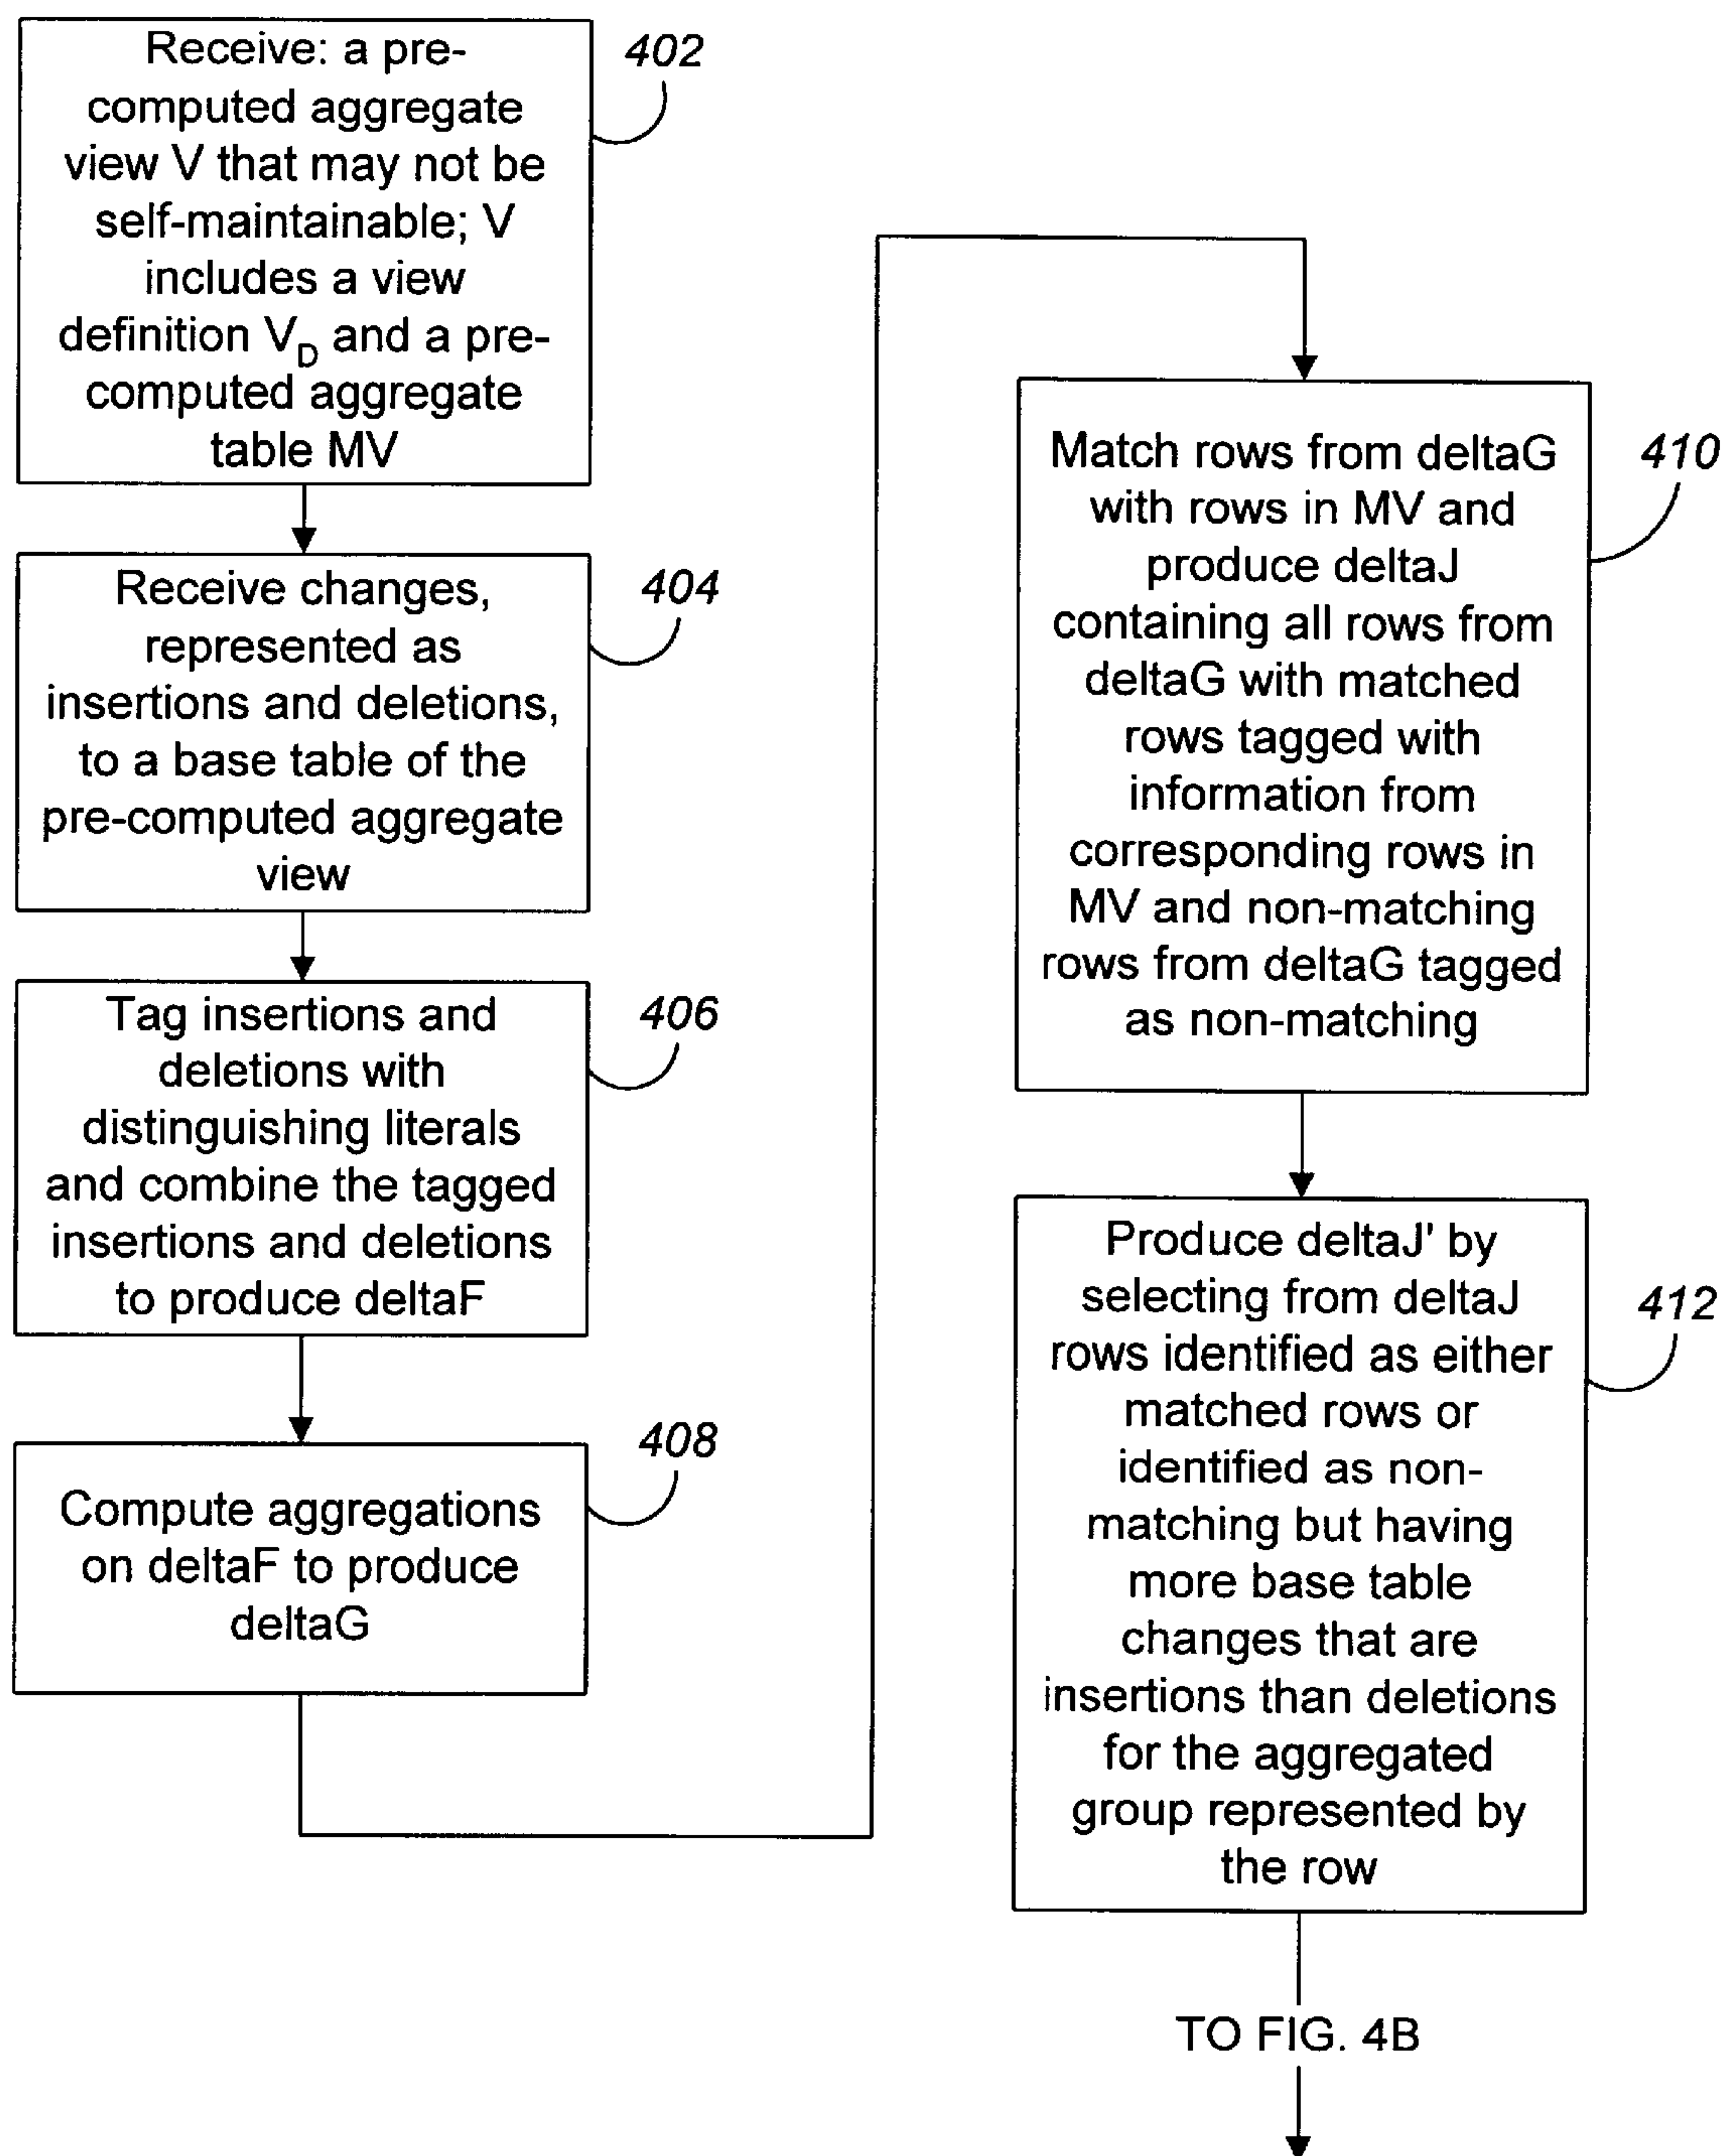 Receive: a pre-
computed aggregate
view V that may not be
self-maintainable; V
includes a view
definition V_D and a pre-
computed aggregate
table MV
402
Receive changes,
represented as
insertions and deletions,
to a base table of the
pre-computed aggregate
view
404
Tag insertions and
deletions with
distinguishing literals
and combine the tagged
insertions and deletions
to produce deltaF
406
Compute aggregations
on deltaF to produce
deltaG
408
Match rows from deltaG
with rows in MV and
produce deltaJ
containing all rows from
deltaG with matched
rows tagged with
information from
corresponding rows in
MV and non-matching
rows from deltaG tagged
as non-matching
410
Produce deltaJ' by
selecting from deltaJ
rows identified as either
matched rows or
identified as non-
matching but having
more base table
changes that are
insertions than deletions
for the aggregated
group represented by
the row
412
TO FIG. 4B